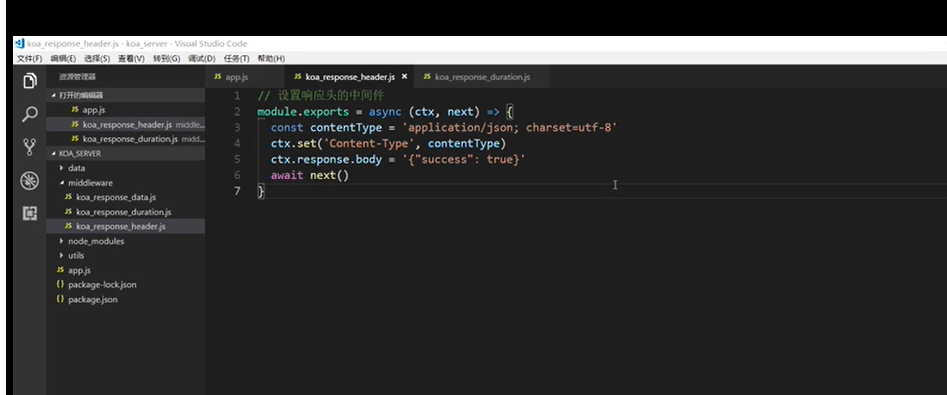 koa_response_header.js - koa_server - Visual Studio Code
文件(F) 编辑(E) 选择(S) 查看(V) 转到(G) 调试(D) 任务(T) 帮助(H)
资源管理器
JS app.js
JS koa_response_header.js ×
JS koa_response_duration.js
打开的编辑器
JS app.js
JS koa_response_header.js middle...
JS koa_response_duration.js midd...
KOA_SERVER
data
middleware
JS koa_response_data.js
JS koa_response_duration.js
JS koa_response_header.js
node_modules
utils
JS app.js
{} package-lock.json
{} package.json
1 // 设置响应头的中间件
2 module.exports = async (ctx, next) => {
3 const contentType = 'application/json; charset=utf-8'
4 ctx.set('Content-Type', contentType)
5 ctx.response.body = '{"success": true}'
6 await next()
7 }